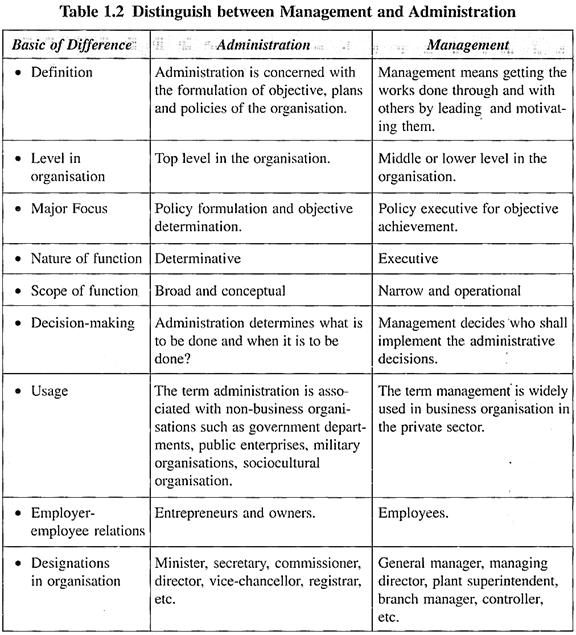 Table 1.2 Distinguish between Management and Administration
Basic of Difference Administration Management
• Definition
Administration is concerned with
the formulation of objective, plans
and policies of the organisation.
Management means getting the
works done through and with
others by leading and motivat-
ing them.
• Level in
organisation
Top level in the organisation.
Middle or lower level in the
organisation.
• Major Focus
Policy formulation and objective
determination.
Policy executive for objective
achievement.
• Nature of function
Determinative
Executive
• Scope of function
Broad and conceptual
Narrow and operational
• Decision-making
Administration determines what is
to be done and when it is to be
done?
Management decides who shall
implement the administrative
decisions.
• Usage
The term administration is asso-
ciated with non-business organi-
sations such as government depart-
ments, public enterprises, military
organisations, sociocultural
organisation.
The term management is widely
used in business organisation in
the private sector.
• Employer-
employee relations
Entrepreneurs and owners.
Employees.
• Designations
in organisation
Minister, secretary, commissioner,
director, vice-chancellor, registrar,
etc.
General manager, managing
director, plant superintendent,
branch manager, controller,
etc.